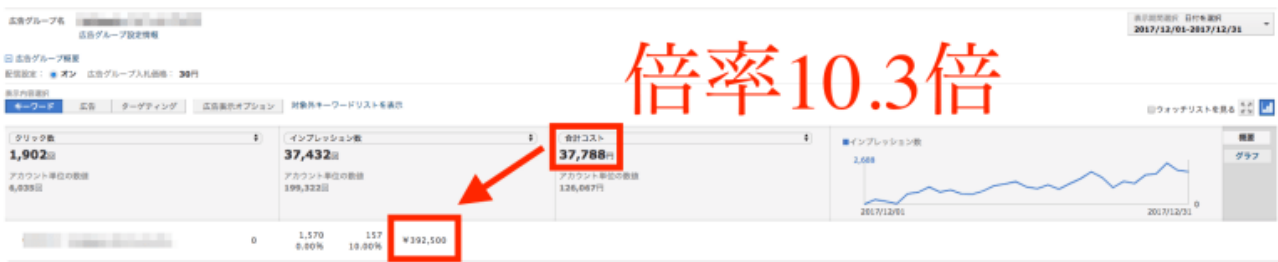 広告グループ名
広告グループ設定情報
表示期間選択 日付を選択
2017/12/01-2017/12/31
広告グループ概要
配信設定： オン 広告グループ入札価格： 30円
倍率10.3倍
表示内容選択
キーワード 広告 ターゲティング 広告表示オプション 対象外キーワードリストを表示
ウォッチリストを見る
クリック数 インプレッション数 合計コスト
1,902回 37,432回 37,788円
アカウント単位の数値 アカウント単位の数値 アカウント単位の数値
6,035回 199,322回 126,067円
インプレッション数
2,688
0
2017/12/01 2017/12/31
概要
グラフ
0 1,570 157 ¥392,500
0.00% 10.00%